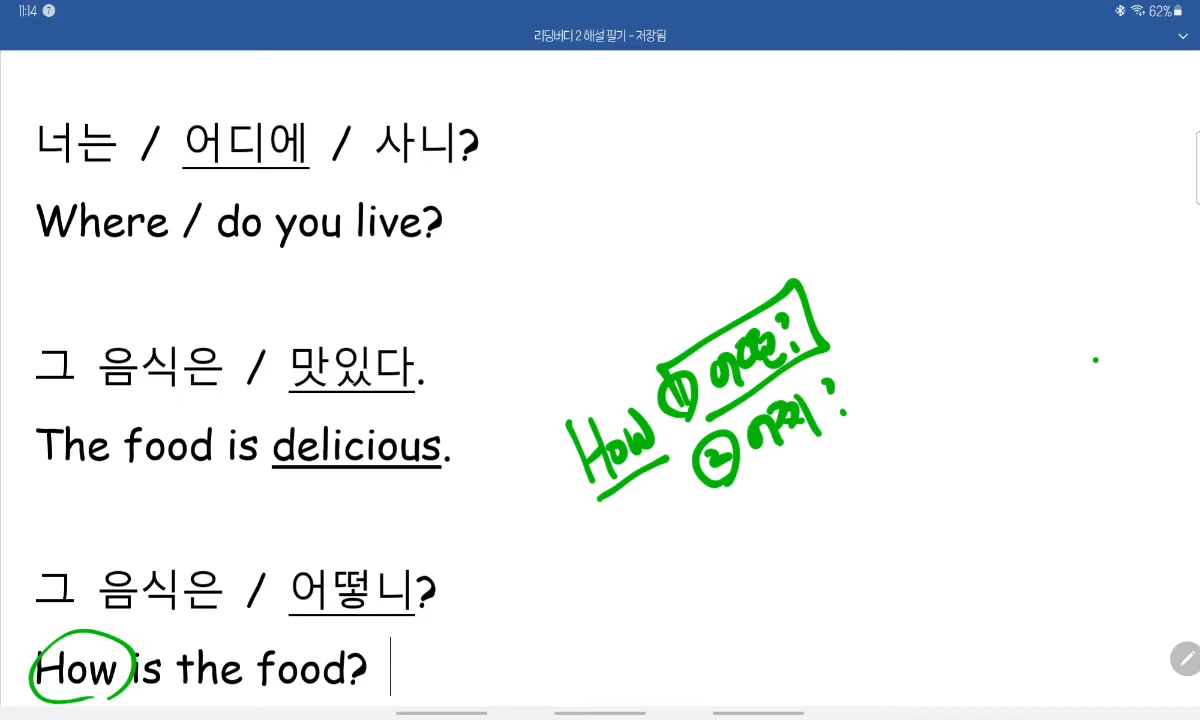 11:14 7 62%
리딩버디 2 해설 필기 – 저장됨
너는 / 어디에 / 사니?
Where / do you live?
그 음식은 / 맛있다.
The food is delicious.
How ① 어떤?
② 어찌?
그 음식은 / 어떻니?
How is the food?